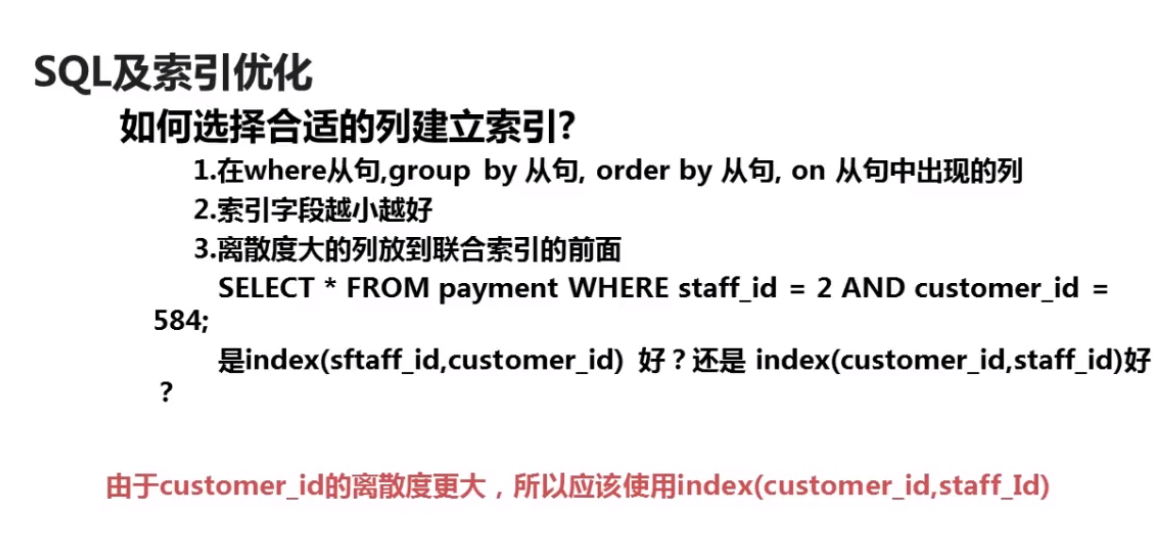 SQL及索引优化
如何选择合适的列建立索引?
1.在where从句,group by 从句, order by 从句, on 从句中出现的列
2.索引字段越小越好
3.离散度大的列放到联合索引的前面
SELECT * FROM payment WHERE staff_id = 2 AND customer_id =
584;
是index(sftaff_id,customer_id) 好？还是 index(customer_id,staff_id)好
？
由于customer_id的离散度更大，所以应该使用index(customer_id,staff_Id)